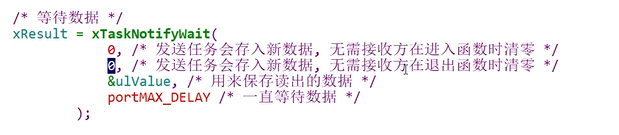 /* 等待数据 */
xResult = xTaskNotifyWait(
0, /* 发送任务会存入新数据, 无需接收方在进入函数时清零 */
0, /* 发送任务会存入新数据, 无需接收方在退出函数时清零 */
&ulValue, /* 用来保存读出的数据 */
portMAX_DELAY /* 一直等待数据 */
);